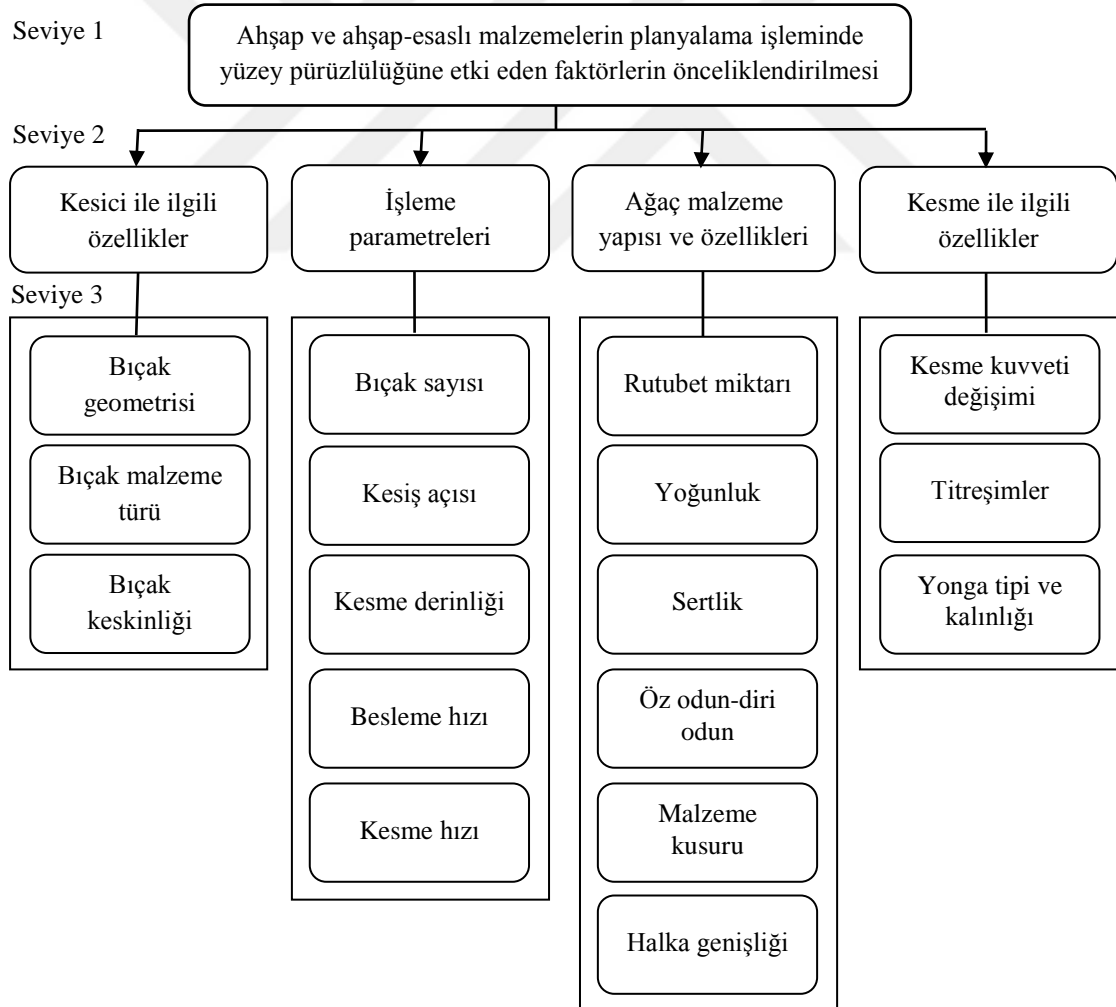 Seviye 1
Ahşap ve ahşap-esaslı malzemelerin planyalama işleminde
yüzey pürüzlülüğüne etki eden faktörlerin önceliklendirilmesi
Seviye 2
Kesici ile ilgili
özellikler
İşleme
parametreleri
Ağaç malzeme
yapısı ve özellikleri
Kesme ile ilgili
özellikler
Seviye 3
Bıçak
geometrisi
Bıçak malzeme
türü
Bıçak
keskinliği
Bıçak sayısı
Kesiş açısı
Kesme derinliği
Besleme hızı
Kesme hızı
Rutubet miktarı
Yoğunluk
Sertlik
Öz odun-diri
odun
Malzeme
kusuru
Halka genişliği
Kesme kuvveti
değişimi
Titreşimler
Yonga tipi ve
kalınlığı